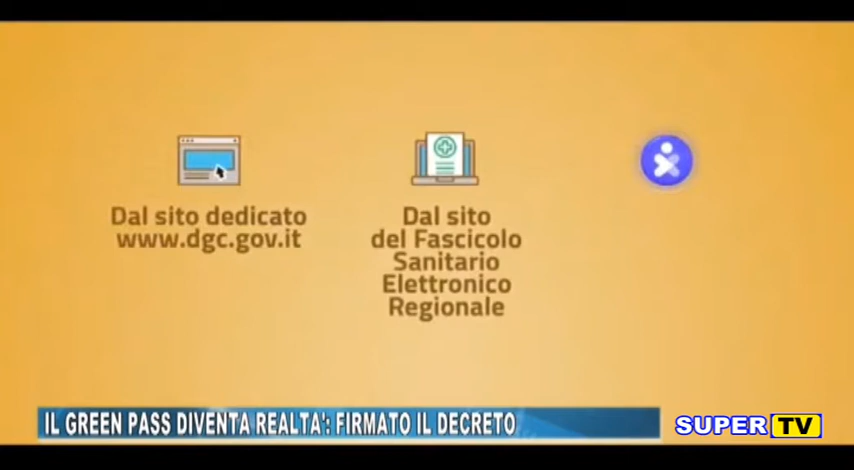 Dal sito dedicato
www.dgc.gov.it
Dal sito
del Fascicolo
Sanitario
Elettronico
Regionale
IL GREEN PASS DIVENTA REALTA': FIRMATO IL DECRETO
SUPER TV